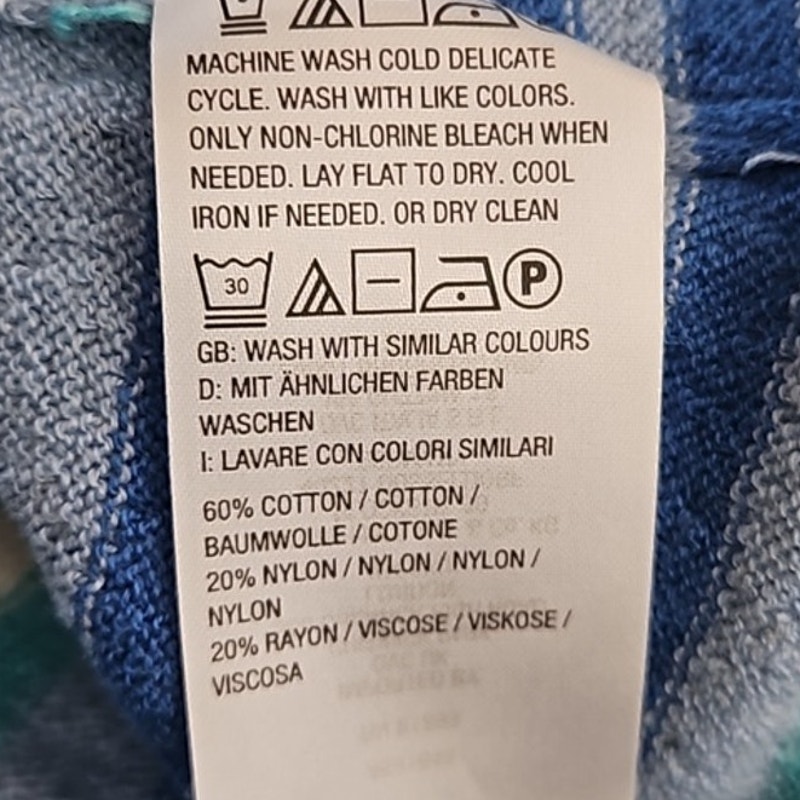 MACHINE WASH COLD DELICATE
CYCLE. WASH WITH LIKE COLORS.
ONLY NON-CHLORINE BLEACH WHEN
NEEDED. LAY FLAT TO DRY. COOL
IRON IF NEEDED. OR DRY CLEAN
30 P
GB: WASH WITH SIMILAR COLOURS
D: MIT ÄHNLICHEN FARBEN
WASCHEN
I: LAVARE CON COLORI SIMILARI
60% COTTON / COTTON /
BAUMWOLLE / COTONE
20% NYLON / NYLON / NYLON /
NYLON
20% RAYON / VISCOSE / VISKOSE /
VISCOSA